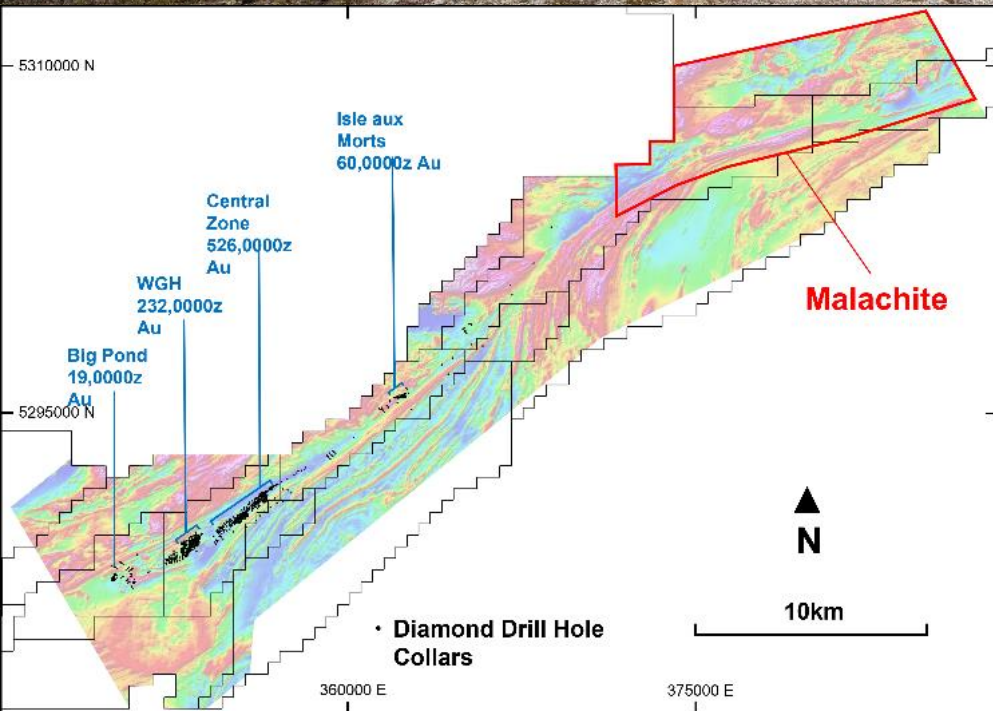 5310000 N
Isle aux
Morts
60,0000z Au
Central
Zone
526,0000z
Au
WGH
232,0000z
Au
Malachite
Big Pond
19,0000z
Au
5295000 N
N
10km
• Diamond Drill Hole
Collars
360000 E
375000 E